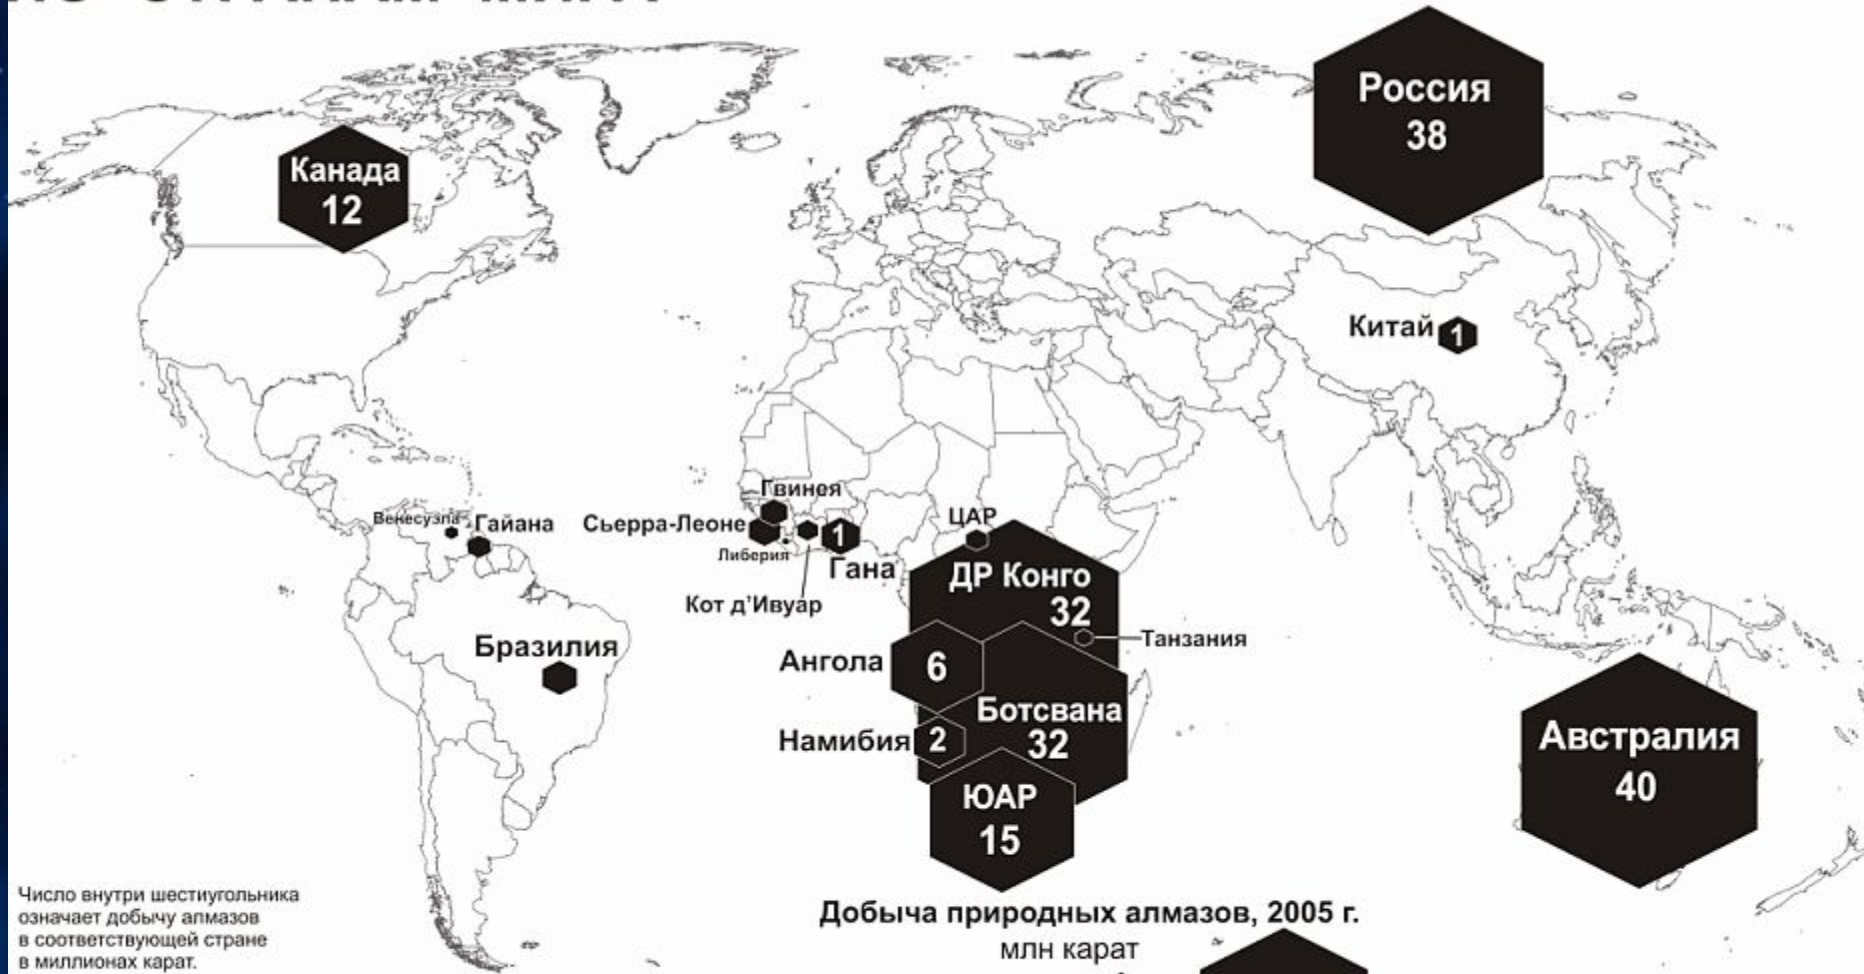 Россия
38
Канада
12
Китай 1
Гвинея
Венесуэла
Гайана
Сьерра-Леоне
ЦАР
Либерия
1
Гана
ДР Конго
32
Кот д’Ивуар
Танзания
Бразилия
Ангола 6
Ботсвана
32
Намибия 2
Австралия
40
ЮАР
15
Число внутри шестиугольника
означает добычу алмазов
в соответствующей стране
в миллионах карат.
Добыча природных алмазов, 2005 г.
млн карат